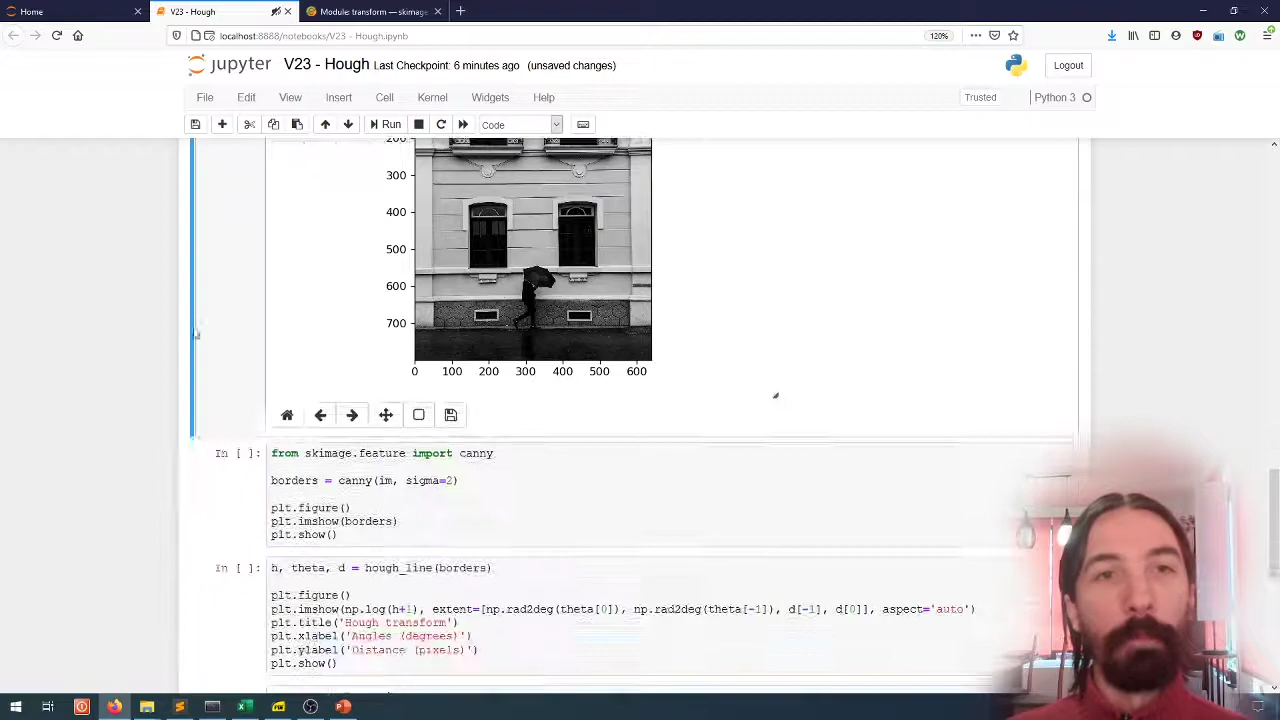 Home
V23 - Hough
Module: transform — skimage
localhost:8888/notebooks/V23 - Hough.ipynb
120%
jupyter V23 - Hough Last Checkpoint: 6 minutes ago (unsaved changes)
Logout
File Edit View Insert Cell Kernel Widgets Help
Trusted
Python 3
Run
Code
200
300
400
500
600
700
0 100 200 300 400 500 600
In [ ]: from skimage.feature import canny
borders = canny(im, sigma=2)
plt.figure()
plt.imshow(borders)
plt.show()
In [ ]: h, theta, d = hough_line(borders)
plt.figure()
plt.imshow(np.log(h+1), extent=[np.rad2deg(theta[0]), np.rad2deg(theta[-1]), d[-1], d[0]], aspect='auto')
plt.title('Hough transform')
plt.xlabel('Angles (degrees)')
plt.ylabel('Distance (pixels)')
plt.show()